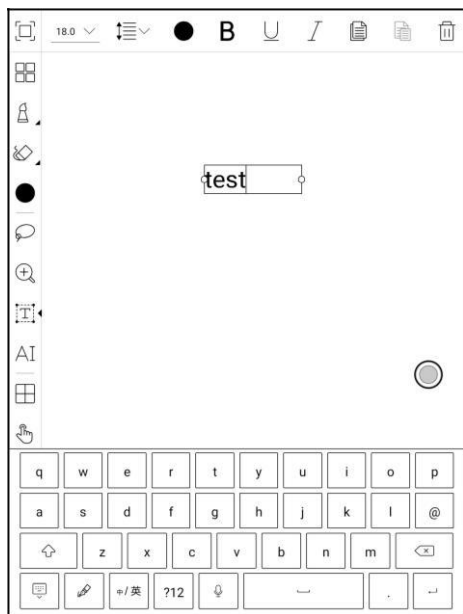 18.0 B U I
test
T
AI
q w e r t y u i o p
a s d f g h j k l @
z x c v b n m
中/英 ?12 .